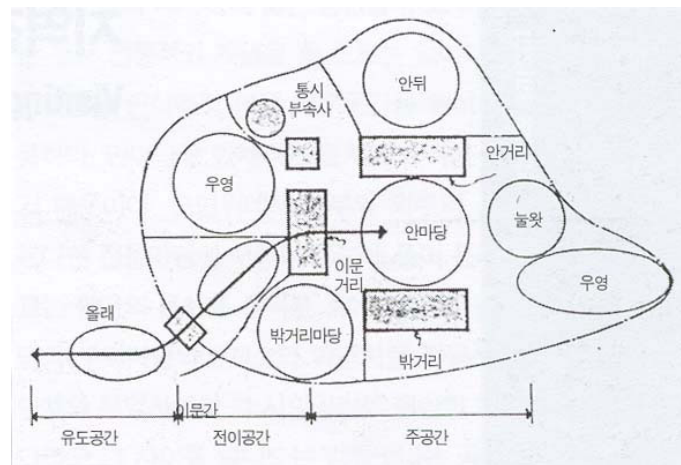 안뒤
통시
부속사
안거리
우영
안마당
눌왓
이문
거리
우영
올래
밖거리마당
밖거리
이문간
유도공간
전이공간
주공간